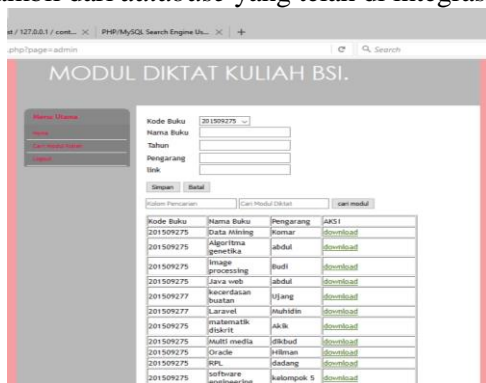 ambil dari database yang telah di integras
st / 127.0.0.1 / cont... × PHP/MySQL Search Engine Us... × +
.php?page=admin Search
MODUL DIKTAT KULIAH BSI.
Menu Utama
Home
Cari Modul Kuliah
Logout
Kode Buku 201509275
Nama Buku
Tahun
Pengarang
link
Simpan Batal
Kolom Pencarian Cari Modul Diktat cari modul
Kode Buku Nama Buku Pengarang AKSI
201509275 Data Mining Komar download
201509275 Algoritma genetika abdul download
201509275 image processing Budi download
201509275 Java web abdul download
201509277 kecerdasan buatan Ujang download
201509277 Laravel Muhidin download
201509275 matematik diskrit Akik download
201509275 Multi media dikbud download
201509275 Oracle Hilman download
201509275 RPL dadang download
201509275 software engineering kelompok 5 download